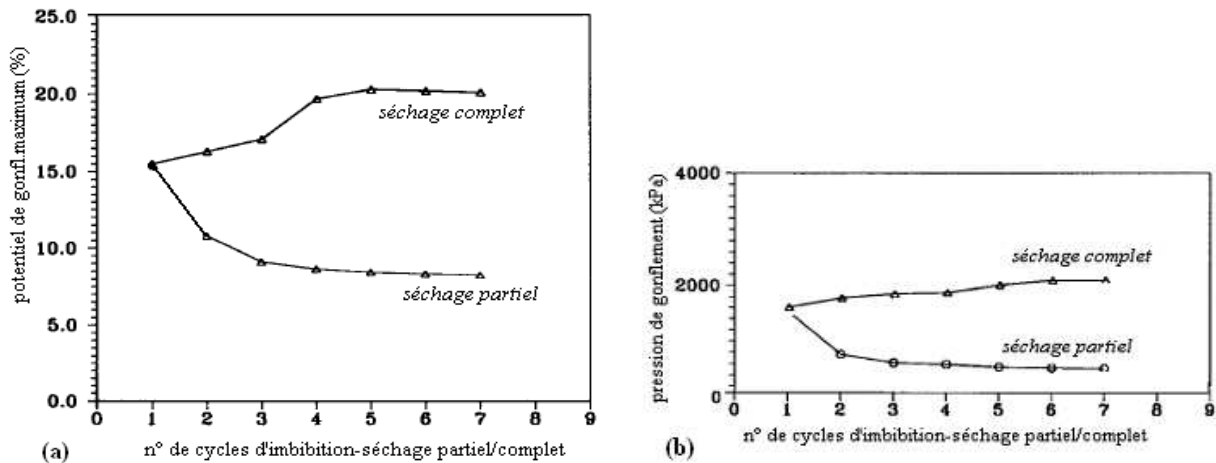 25.0
20.0
15.0
10.0
5.0
0.0
potentiel de gonfl.maximum (%)
séchage complet
séchage partiel
0 1 2 3 4 5 6 7 8 9
(a) n° de cycles d'imbibition-séchage partiel/complet
4000
2000
0
pression de gonflement (kPa)
séchage complet
séchage partiel
0 1 2 3 4 5 6 7 8 9
(b) n° de cycles d'imbibition-séchage partiel/complet